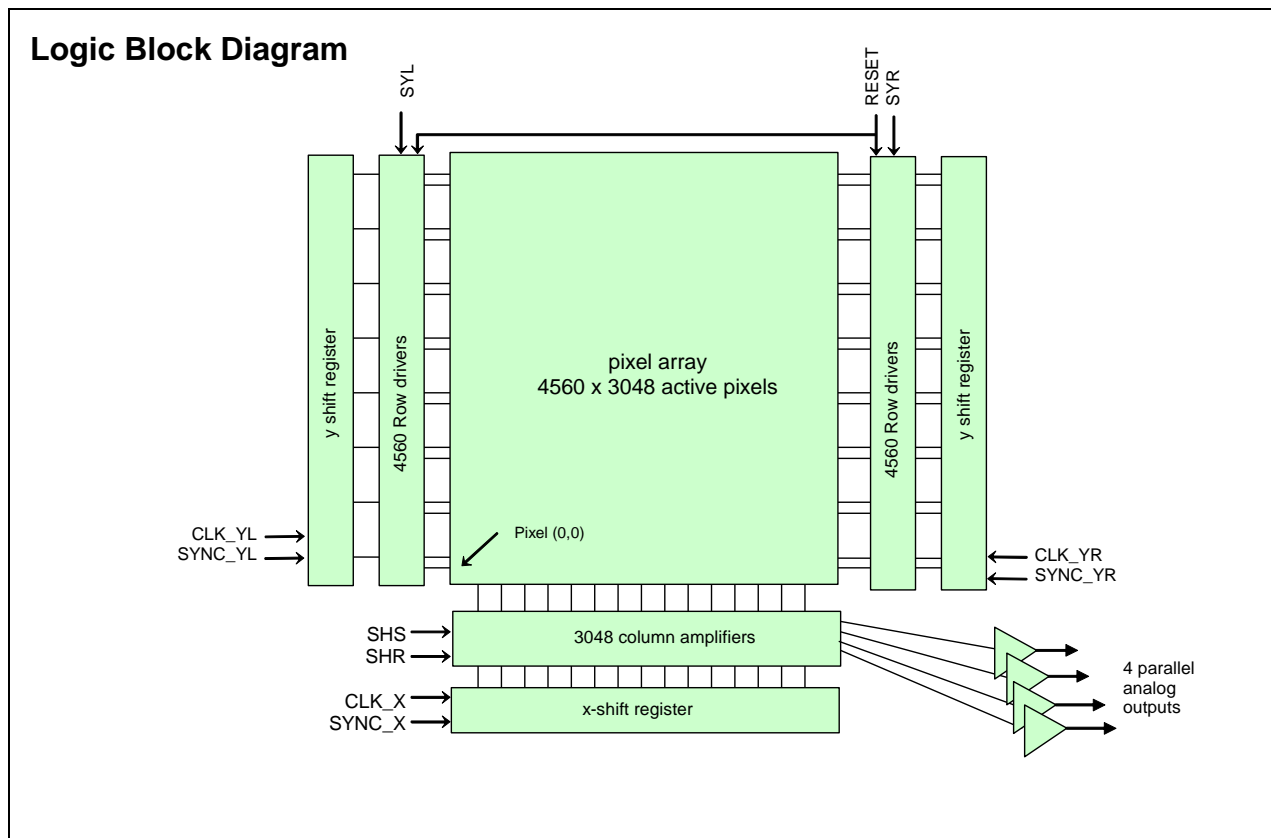 Logic Block Diagram
SYL
RESET
SYR
y shift register
4560 Row drivers
pixel array
4560 x 3048 active pixels
4560 Row drivers
y shift register
Pixel (0,0)
CLK_YL
SYNC_YL
CLK_YR
SYNC_YR
SHS
SHR
3048 column amplifiers
4 parallel
analog
outputs
CLK_X
SYNC_X
x-shift register